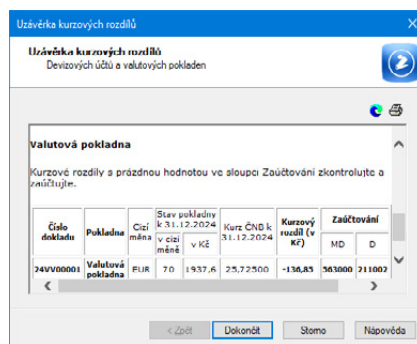 Uzávěrka kurzových rozdílů
Uzávěrka kurzových rozdílů
Devizových účtů a valutových pokladen
Valutová pokladna
Kurzové rozdíly s prázdnou hodnotou ve sloupci Zaúčtování zkontrolujte a
zaúčtujte.
Číslo dokladu Pokladna Cizí měna Stav pokladny k 31.12.2024 Kurz ČNB k 31.12.2024 Kurzový rozdíl (v Kč) Zaúčtování
v cizí měně v Kč MD D
24VV00001 Valutová pokladna EUR 70 1937,6 25,72500 -136,85 563000 211002
< Zpět Dokončit Storno Nápověda